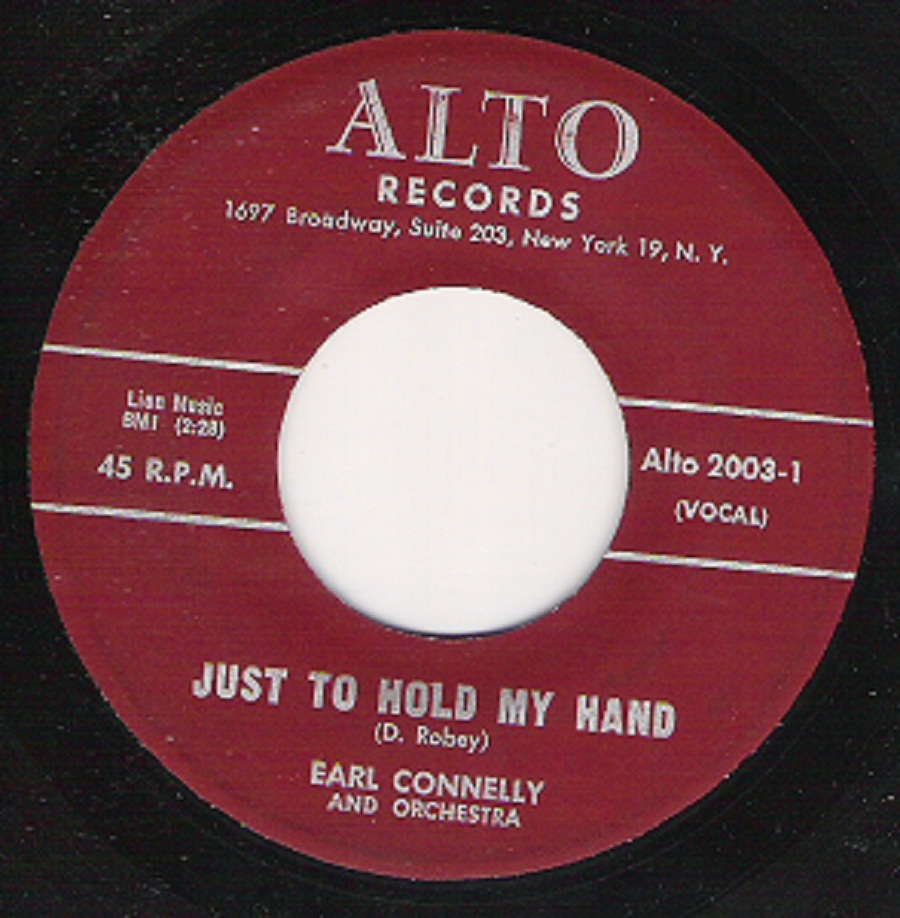 ALTO
RECORDS
1697 Broadway, Suite 203, New York 19, N. Y.
Lion Music
BMI (2:28)
45 R.P.M.
Alto 2003-1
(VOCAL)
JUST TO HOLD MY HAND
(D. Robey)
EARL CONNELLY
AND ORCHESTRA